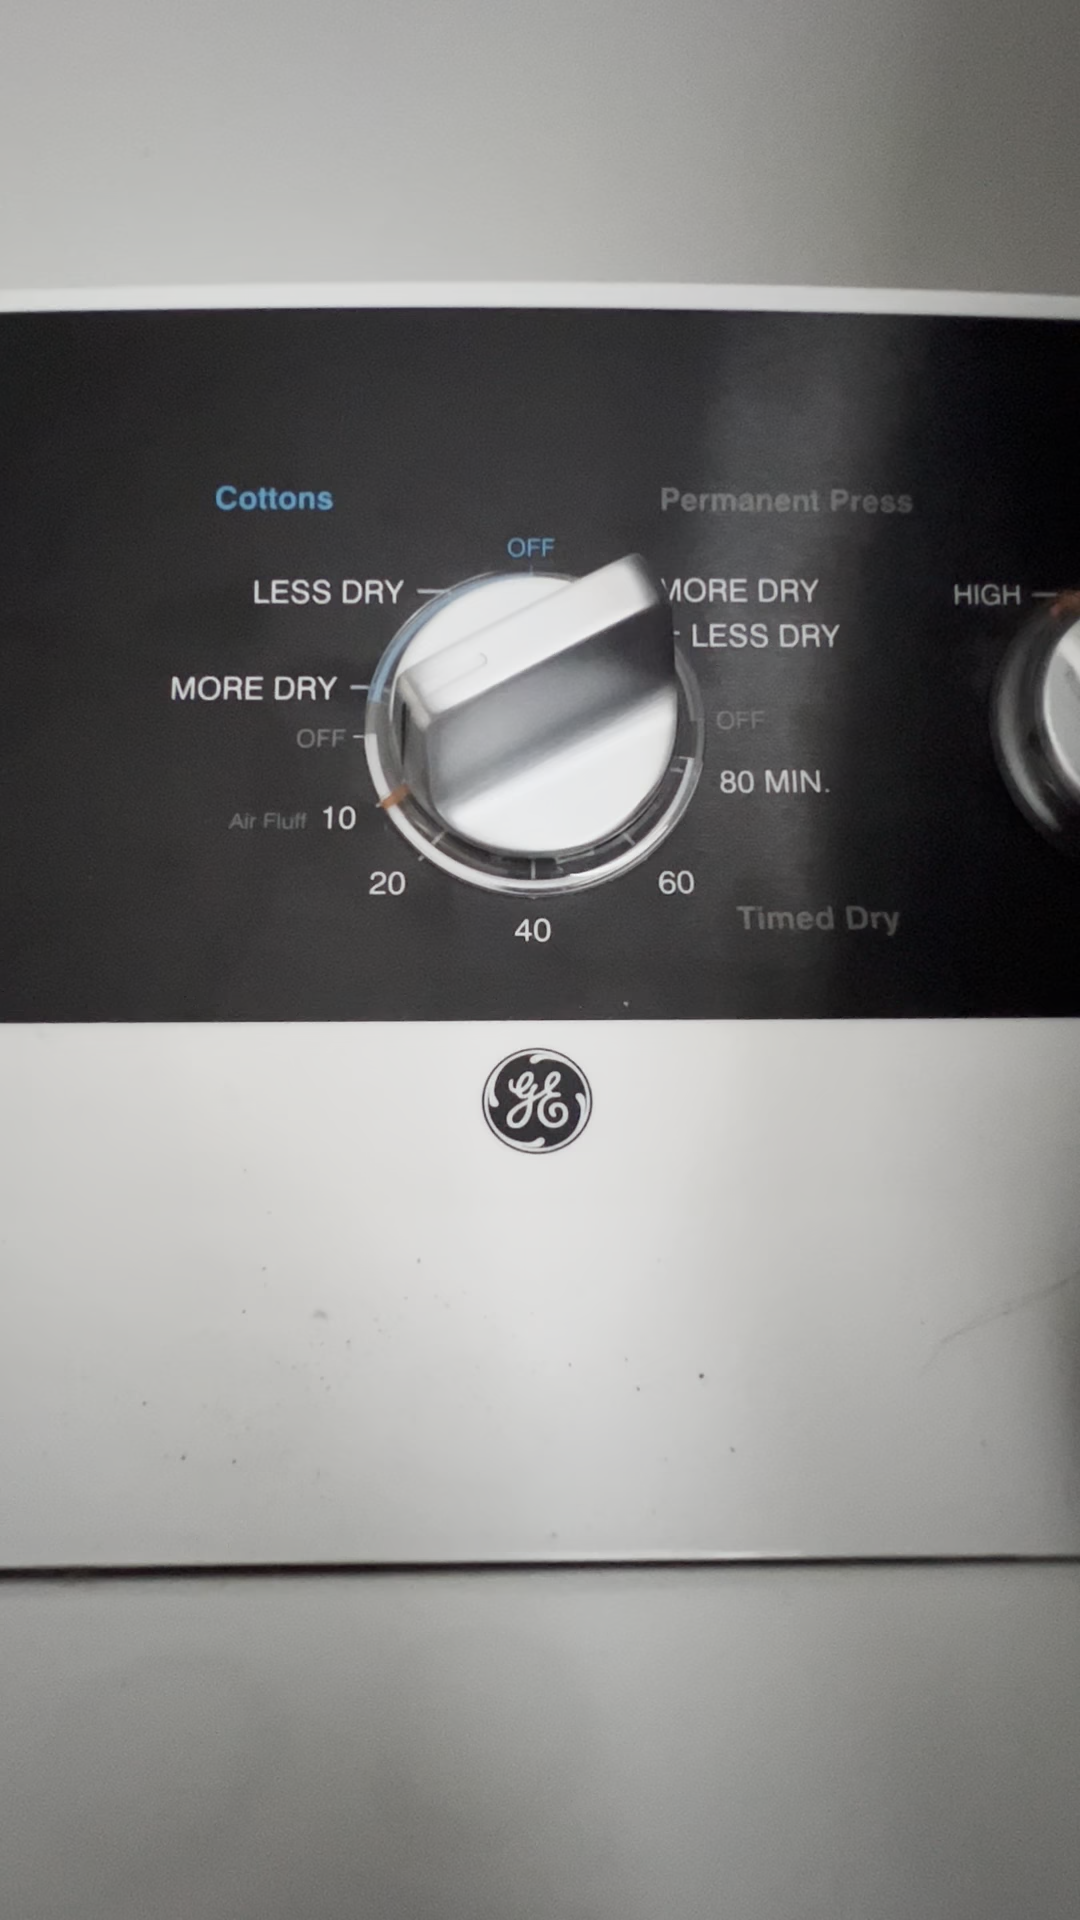 Cottons
Permanent Press
OFF
LESS DRY
MORE DRY
HIGH
LESS DRY
MORE DRY
OFF
OFF
80 MIN.
Air Fluff 10
20
60
40
Timed Dry
GE